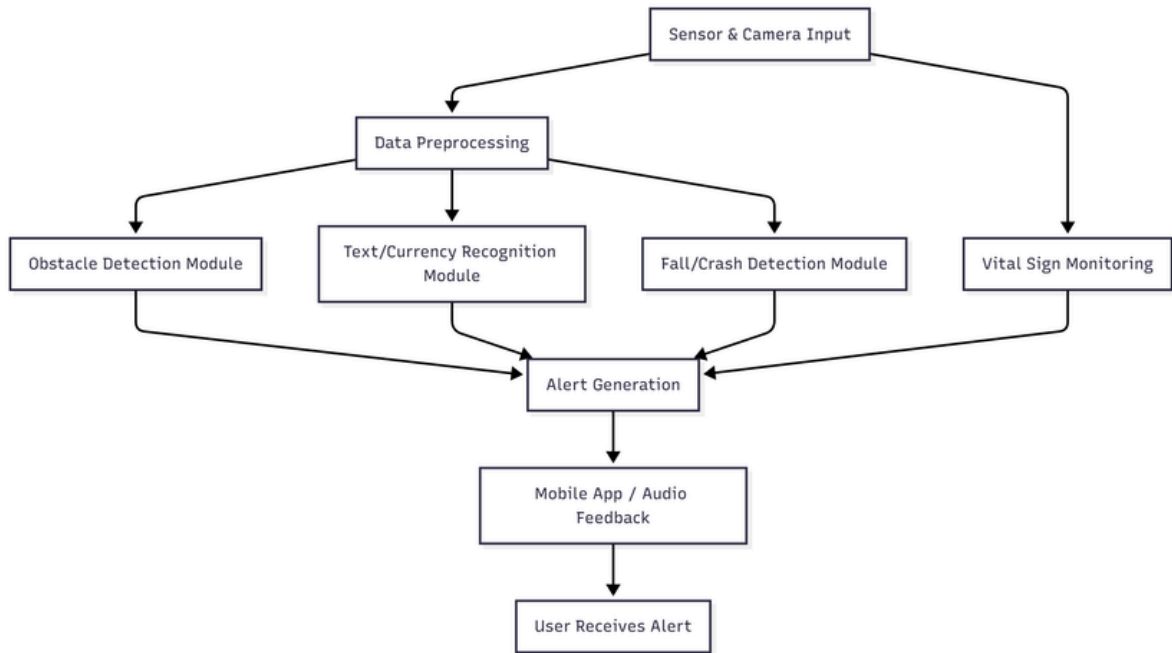 Sensor & Camera Input
Data Preprocessing
Obstacle Detection Module
Text/Currency Recognition
Module
Fall/Crash Detection Module
Vital Sign Monitoring
Alert Generation
Mobile App / Audio
Feedback
User Receives Alert